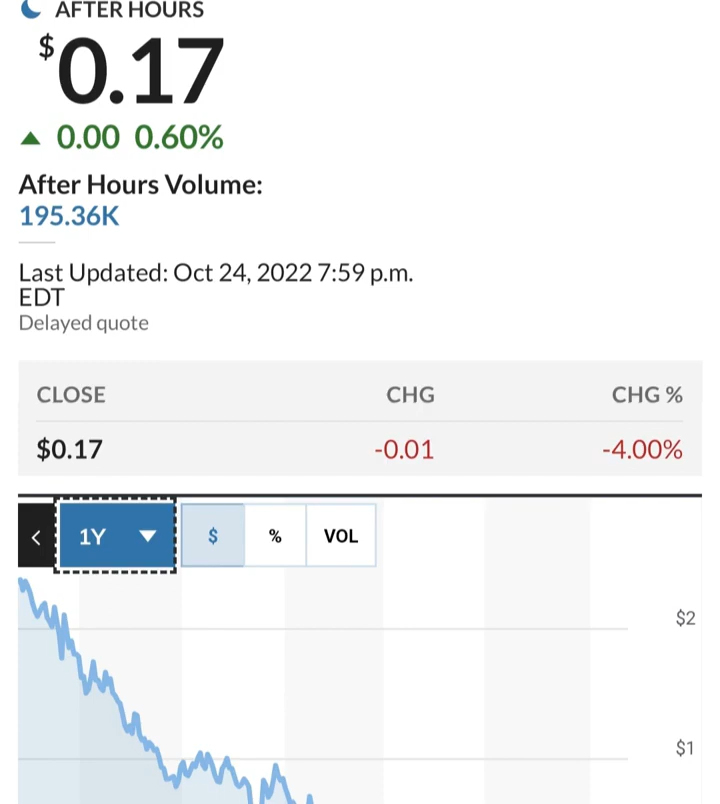 AFTER HOURS
$0.17
0.00 0.60%
After Hours Volume:
195.36K
Last Updated: Oct 24, 2022 7:59 p.m.
EDT
Delayed quote
CLOSE CHG CHG %
$0.17 -0.01 -4.00%
< 1Y $ % VOL
$2
$1